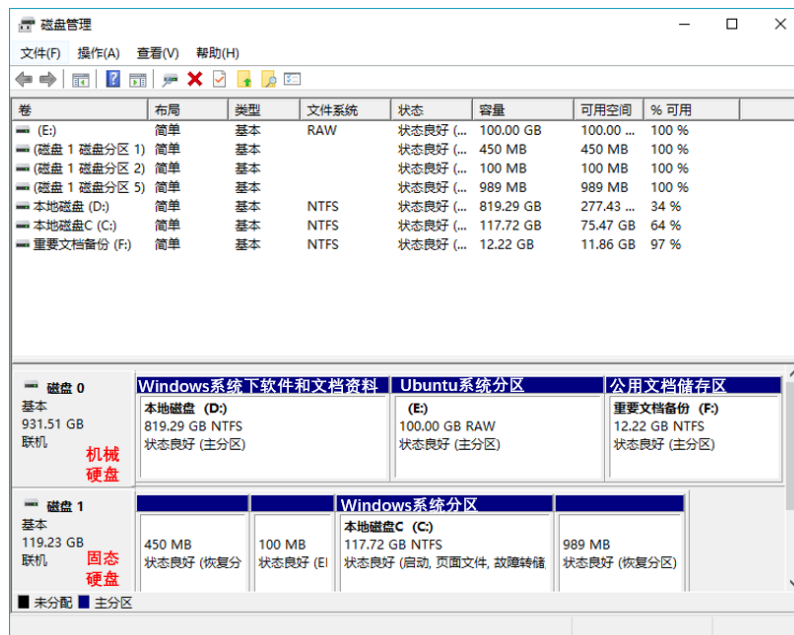 磁盘管理
文件(F) 操作(A) 查看(V) 帮助(H)
卷 布局 类型 文件系统 状态 容量 可用空间 % 可用
(E:) 简单 基本 RAW 状态良好 (... 100.00 GB 100.00 ... 100 %
(磁盘 1 磁盘分区 1) 简单 基本 状态良好 (... 450 MB 450 MB 100 %
(磁盘 1 磁盘分区 2) 简单 基本 状态良好 (... 100 MB 100 MB 100 %
(磁盘 1 磁盘分区 5) 简单 基本 状态良好 (... 989 MB 989 MB 100 %
本地磁盘 (D:) 简单 基本 NTFS 状态良好 (... 819.29 GB 277.43 ... 34 %
本地磁盘C (C:) 简单 基本 NTFS 状态良好 (... 117.72 GB 75.47 GB 64 %
重要文档备份 (F:) 简单 基本 NTFS 状态良好 (... 12.22 GB 11.86 GB 97 %
磁盘 0
基本
931.51 GB
联机
机械
硬盘
Windows系统下软件和文档资料
本地磁盘 (D:)
819.29 GB NTFS
状态良好 (主分区)
Ubuntu系统分区
(E:)
100.00 GB RAW
状态良好 (主分区)
公用文档储存区
重要文档备份 (F:)
12.22 GB NTFS
状态良好 (主分区)
磁盘 1
基本
119.23 GB
联机
固态
硬盘
450 MB
状态良好 (恢复分
100 MB
状态良好 (EI
Windows系统分区
本地磁盘C (C:)
117.72 GB NTFS
状态良好 (启动, 页面文件, 故障转储
989 MB
状态良好 (恢复分区)
未分配 主分区